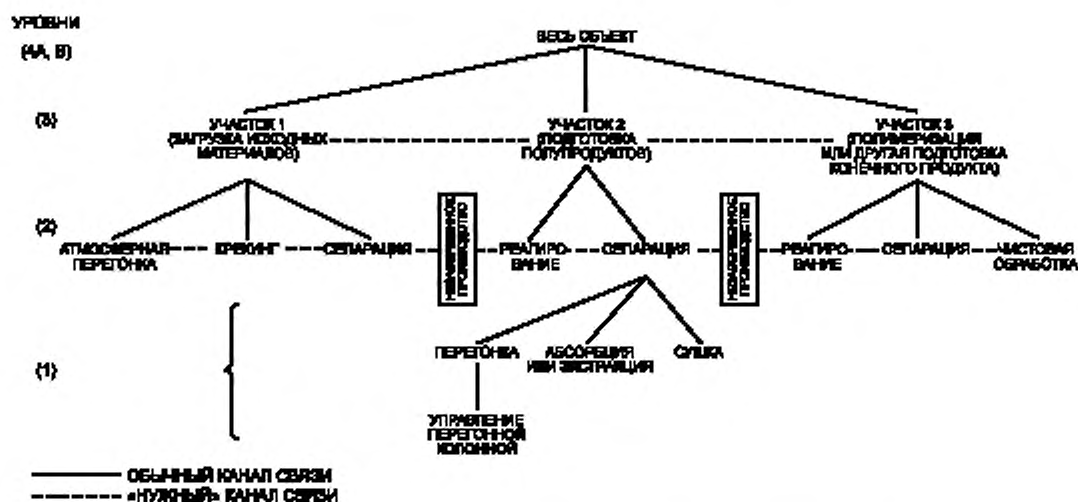 УРОВНИ
(4А, В)
ВЕСЬ ОБЪЕКТ
(3)
УЧАСТОК 1
(ЗАГРУЗКА ИСХОДНЫХ
МАТЕРИАЛОВ)
УЧАСТОК 2
(ПОДГОТОВКА
ПОЛУПРОДУКТОВ)
УЧАСТОК 3
(ПОЛИМЕРИЗАЦИЯ
ИЛИ ДРУГАЯ ПОДГОТОВКА
КОНЕЧНОГО ПРОДУКТА)
(2)
АТМОСФЕРНАЯ
ПЕРЕГОНКА
КРЕКИНГ
СЕПАРАЦИЯ
ПРОИЗВОДСТВО
РЕАГИРО-
ВАНИЕ
СЕПАРАЦИЯ
ПРОИЗВОДСТВО
РЕАГИРО-
ВАНИЕ
СЕПАРАЦИЯ
ЧИСТОВАЯ
ОБРАБОТКА
(1)
ПЕРЕГОНКА
АБСОРБЦИЯ
ИЛИ ЭКСТРАКЦИЯ
СУШКА
УПРАВЛЕНИЕ
ПЕРЕГОННОЙ
КОЛОННОЙ
ОБЫЧНЫЙ КАНАЛ СВЯЗИ
«НУЖНЫЙ» КАНАЛ СВЯЗИ